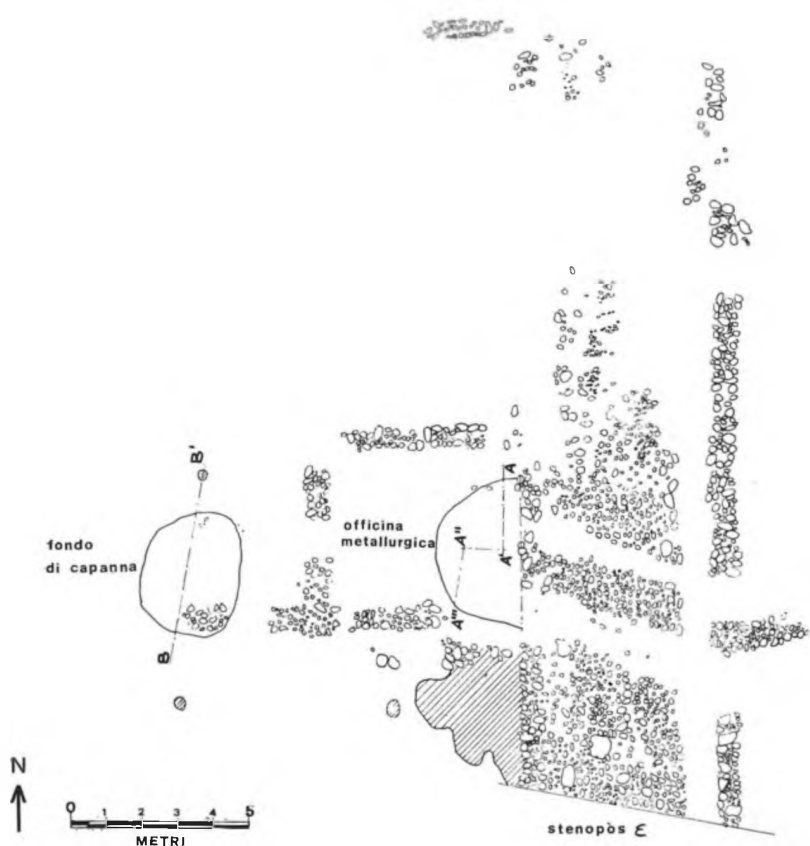 B'
fondo
di capanna
B
officina
metallurgica
A
A''
A'
A'''
N
0 1 2 3 4 5
METRI
stenopòs ε